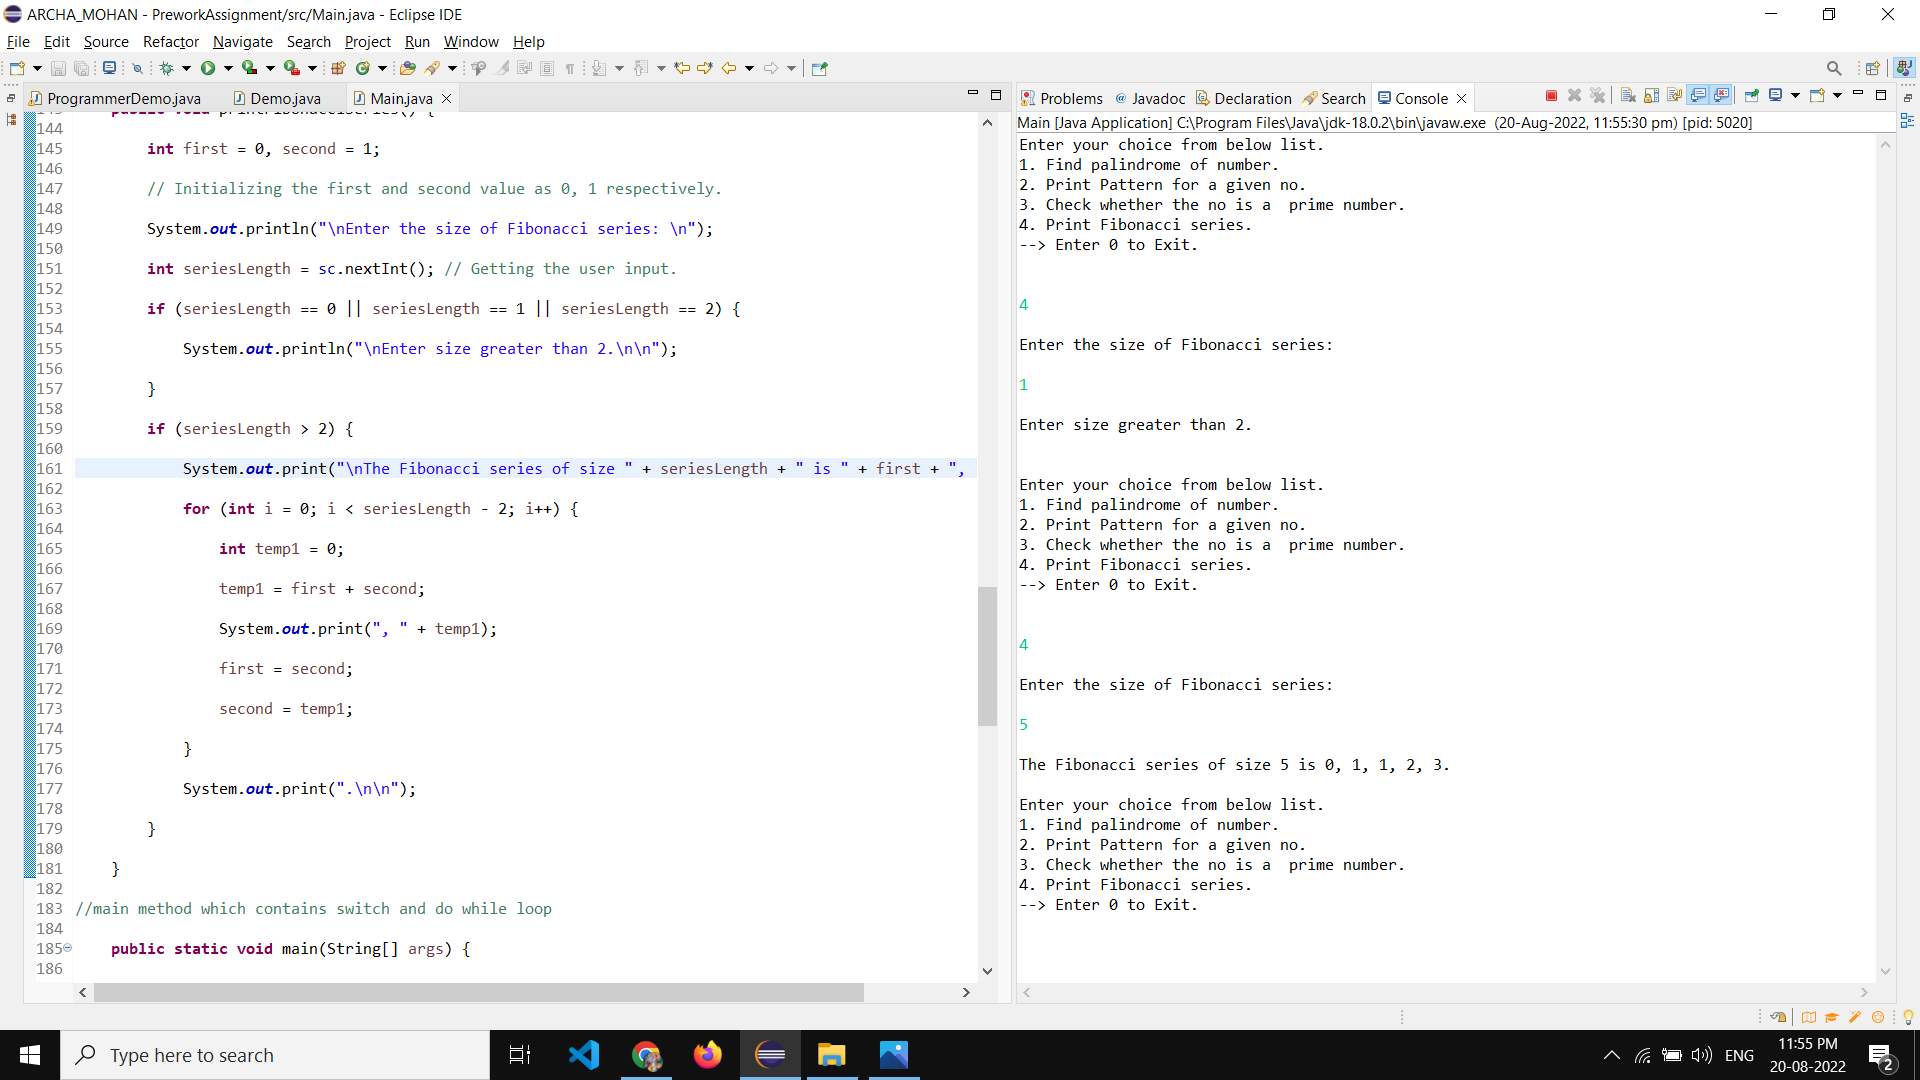 ARCHA_MOHAN - PreworkAssignment/src/Main.java - Eclipse IDE
File Edit Source Refactor Navigate Search Project Run Window Help
ProgrammerDemo.java Demo.java Main.java
144
145 int first = 0, second = 1;
146
147 // Initializing the first and second value as 0, 1 respectively.
148
149 System.out.println("\nEnter the size of Fibonacci series: \n");
150
151 int seriesLength = sc.nextInt(); // Getting the user input.
152
153 if (seriesLength == 0 || seriesLength == 1 || seriesLength == 2) {
154
155 System.out.println("\nEnter size greater than 2.\n\n");
156
157 }
158
159 if (seriesLength > 2) {
160
161 System.out.print("\nThe Fibonacci series of size " + seriesLength + " is " + first + ",
162
163 for (int i = 0; i < seriesLength - 2; i++) {
164
165 int temp1 = 0;
166
167 temp1 = first + second;
168
169 System.out.print(", " + temp1);
170
171 first = second;
172
173 second = temp1;
174
175 }
176
177 System.out.print(".\n\n");
178
179 }
180
181 }
182
183 //main method which contains switch and do while loop
184
185 public static void main(String[] args) {
186
Problems Javadoc Declaration Search Console
Main [Java Application] C:\Program Files\Java\jdk-18.0.2\bin\javaw.exe (20-Aug-2022, 11:55:30 pm) [pid: 5020]
Enter your choice from below list.
1. Find palindrome of number.
2. Print Pattern for a given no.
3. Check whether the no is a  prime number.
4. Print Fibonacci series.
--> Enter 0 to Exit.
4
Enter the size of Fibonacci series:
1
Enter size greater than 2.
Enter your choice from below list.
1. Find palindrome of number.
2. Print Pattern for a given no.
3. Check whether the no is a  prime number.
4. Print Fibonacci series.
--> Enter 0 to Exit.
4
Enter the size of Fibonacci series:
5
The Fibonacci series of size 5 is 0, 1, 1, 2, 3.
Enter your choice from below list.
1. Find palindrome of number.
2. Print Pattern for a given no.
3. Check whether the no is a  prime number.
4. Print Fibonacci series.
--> Enter 0 to Exit.
Type here to search
ENG
11:55 PM
20-08-2022
2